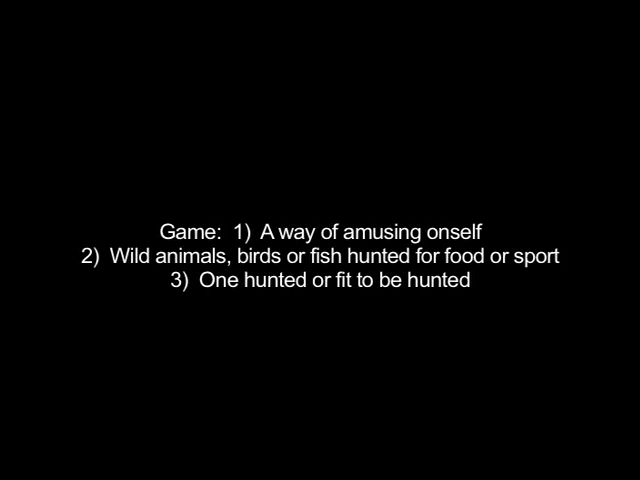 Game:  1)  A way of amusing onself
2)  Wild animals, birds or fish hunted for food or sport
3)  One hunted or fit to be hunted